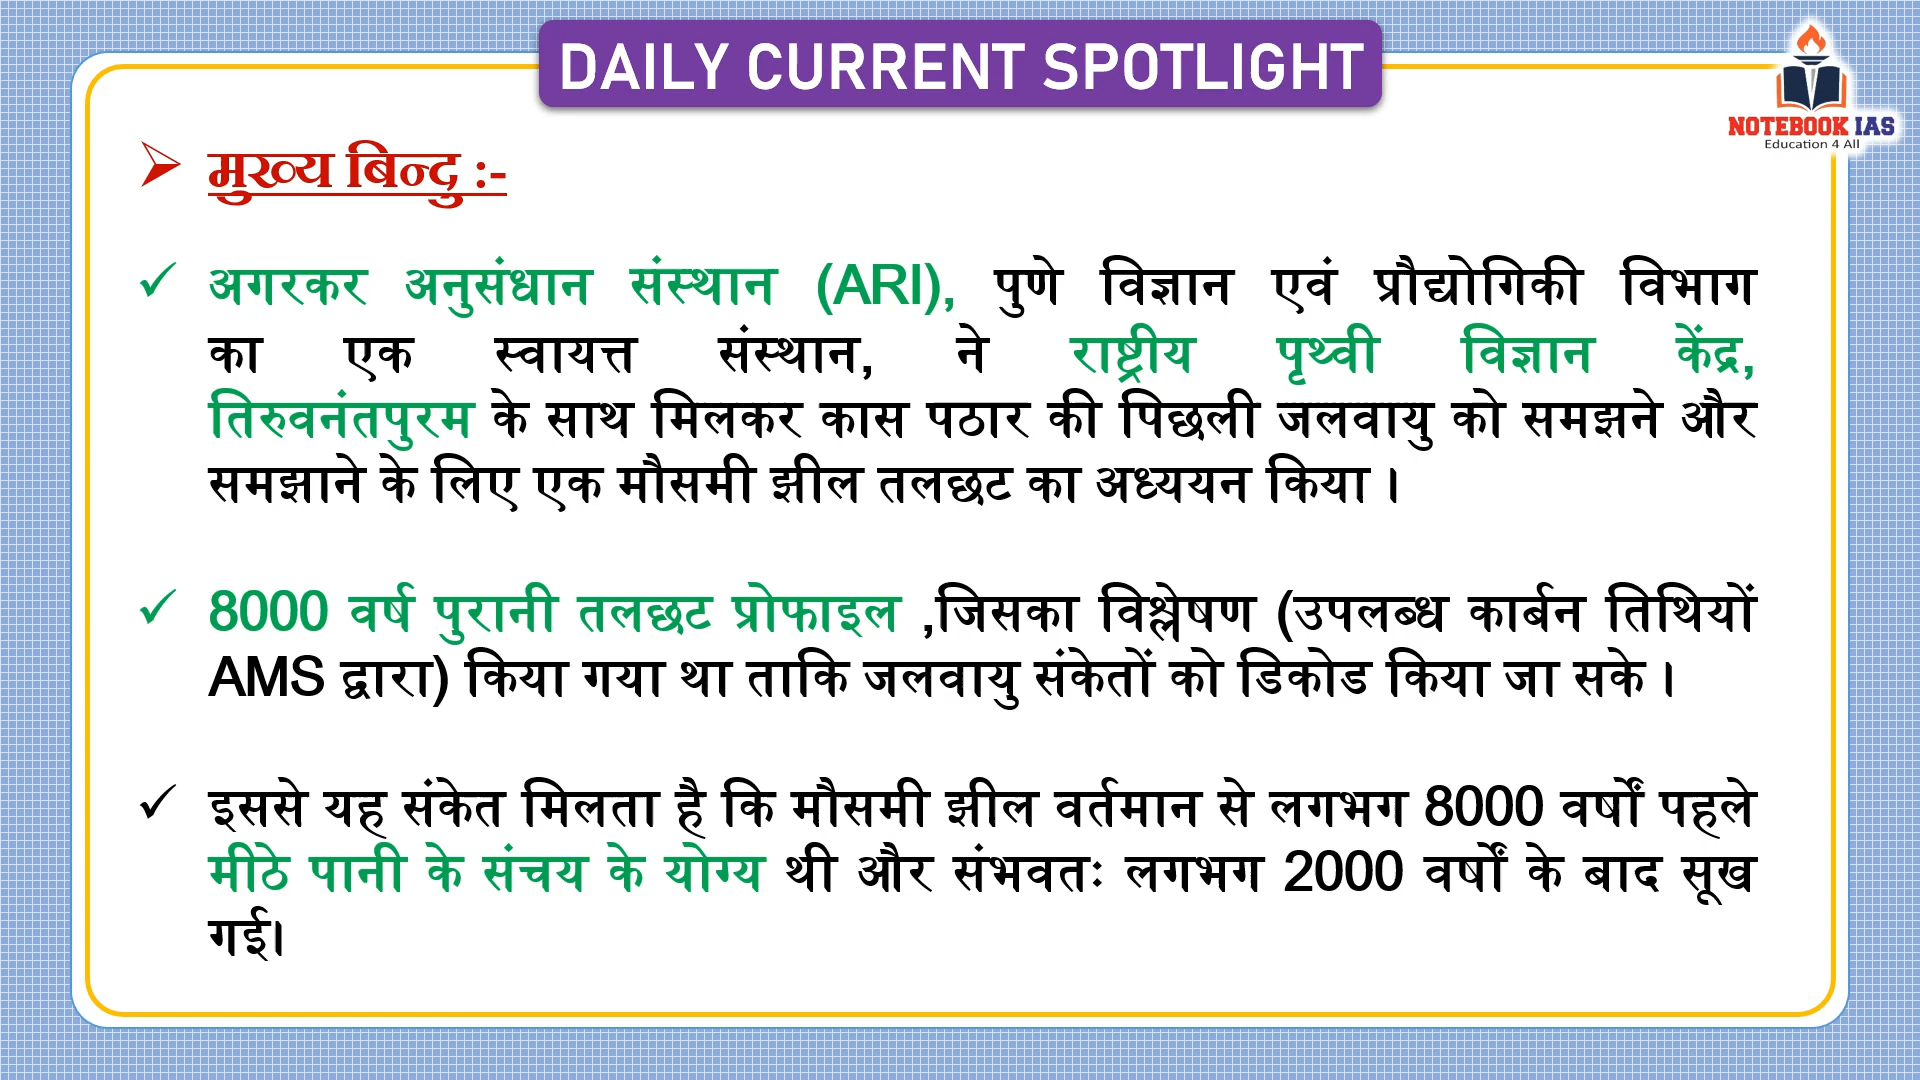 DAILY CURRENT SPOTLIGHT
NOTEBOOK IAS
Education 4 All
मुख्य बिन्दु :-
अगरकर अनुसंधान संस्थान (ARI), पुणे विज्ञान एवं प्रौद्योगिकी विभाग
का एक स्वायत्त संस्थान, ने राष्ट्रीय पृथ्वी विज्ञान केंद्र,
तिरुवनंतपुरम के साथ मिलकर कास पठार की पिछली जलवायु को समझने और
समझाने के लिए एक मौसमी झील तलछट का अध्ययन किया ।
8000 वर्ष पुरानी तलछट प्रोफाइल ,जिसका विश्लेषण (उपलब्ध कार्बन तिथियों
AMS द्वारा) किया गया था ताकि जलवायु संकेतों को डिकोड किया जा सके ।
इससे यह संकेत मिलता है कि मौसमी झील वर्तमान से लगभग 8000 वर्षों पहले
मीठे पानी के संचय के योग्य थी और संभवतः लगभग 2000 वर्षों के बाद सूख
गई।